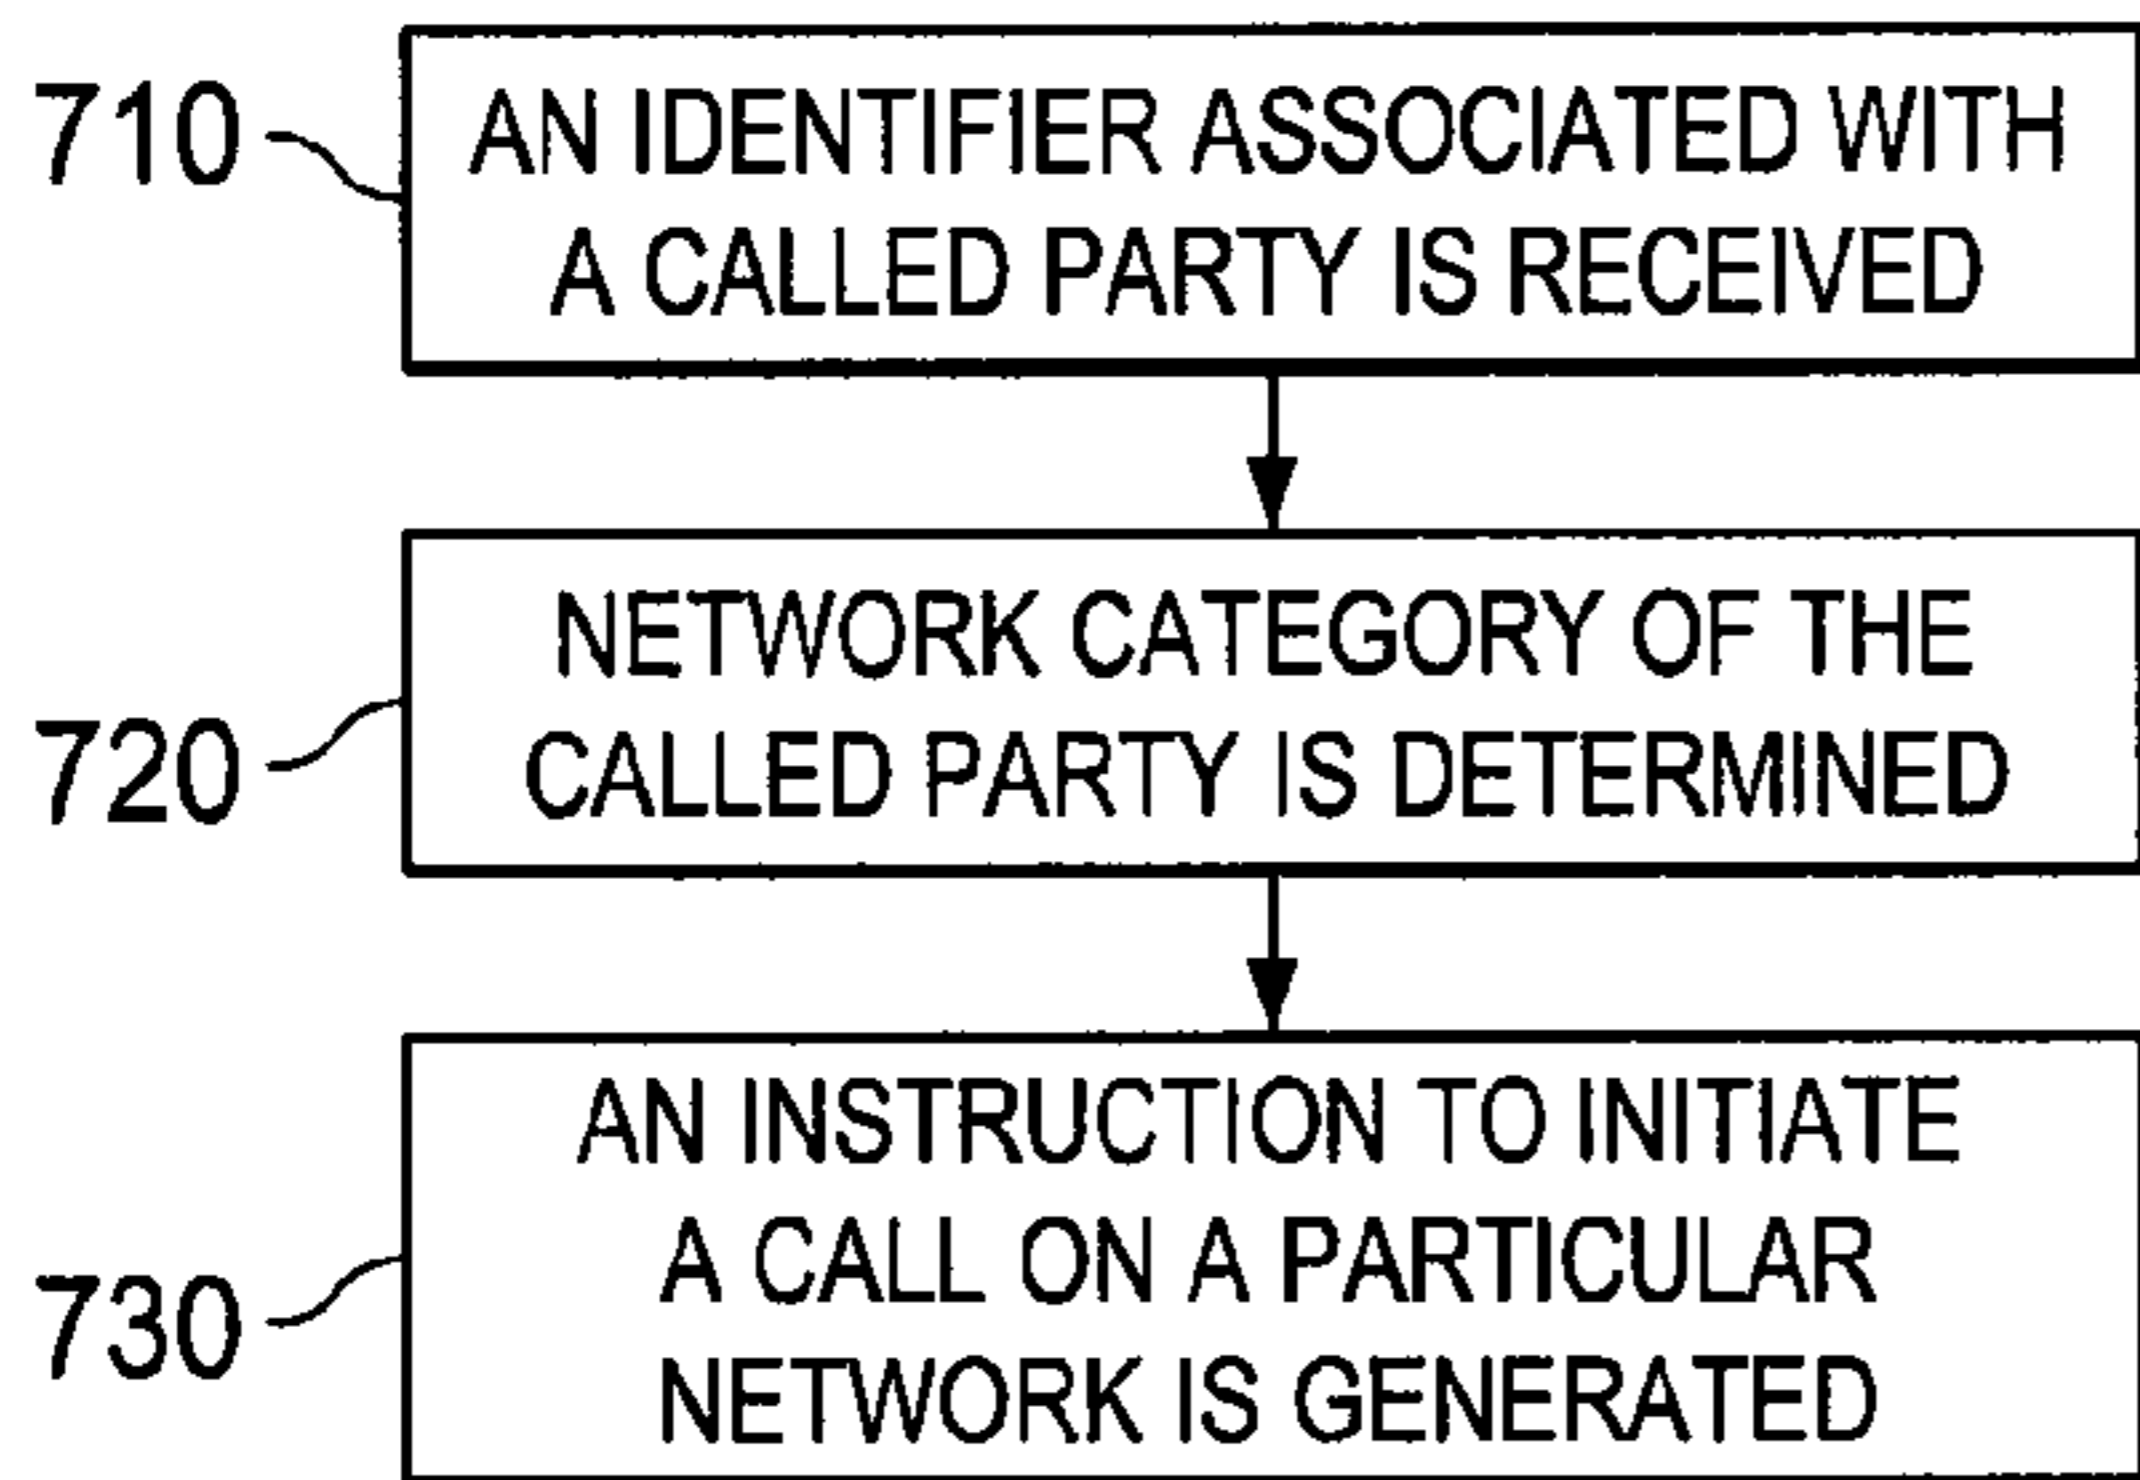 710
AN IDENTIFIER ASSOCIATED WITH
A CALLED PARTY IS RECEIVED
720
NETWORK CATEGORY OF THE
CALLED PARTY IS DETERMINED
730
AN INSTRUCTION TO INITIATE
A CALL ON A PARTICULAR
NETWORK IS GENERATED